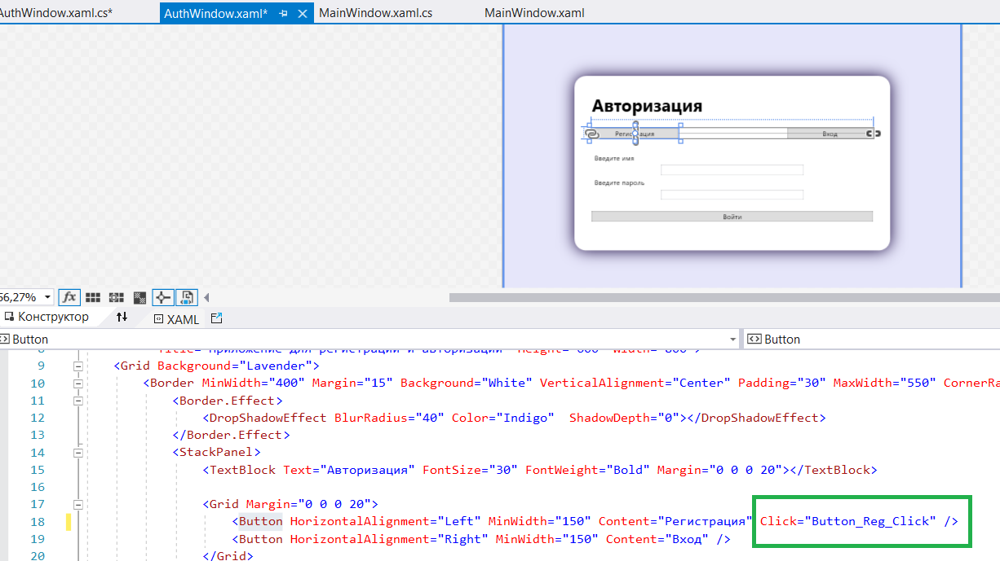 AuthWindow.xaml.cs* AuthWindow.xaml* MainWindow.xaml.cs MainWindow.xaml
Авторизация
Регистрация Вход
Введите имя
Введите пароль
Войти
56,27% fx
Конструктор XAML
Button Button
8 Title="Приложение для регистрации и авторизации" Height="600" Width="800">
9 <Grid Background="Lavender">
10 <Border MinWidth="400" Margin="15" Background="White" VerticalAlignment="Center" Padding="30" MaxWidth="550" CornerRa
11 <Border.Effect>
12 <DropShadowEffect BlurRadius="40" Color="Indigo" ShadowDepth="0"></DropShadowEffect>
13 </Border.Effect>
14 <StackPanel>
15 <TextBlock Text="Авторизация" FontSize="30" FontWeight="Bold" Margin="0 0 0 20"></TextBlock>
16
17 <Grid Margin="0 0 0 20">
18 <Button HorizontalAlignment="Left" MinWidth="150" Content="Регистрация" Click="Button_Reg_Click" />
19 <Button HorizontalAlignment="Right" MinWidth="150" Content="Вход" />
20 </Grid>